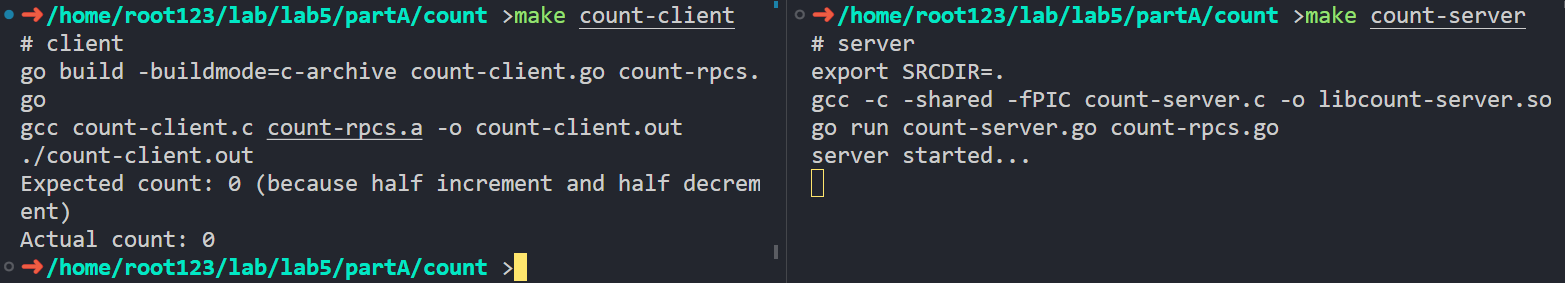 ➜/home/root123/lab/lab5/partA/count >make count-client
# client
go build -buildmode=c-archive count-client.go count-rpcs.
go
gcc count-client.c count-rpcs.a -o count-client.out
./count-client.out
Expected count: 0 (because half increment and half decrem
ent)
Actual count: 0
➜/home/root123/lab/lab5/partA/count >
➜/home/root123/lab/lab5/partA/count >make count-server
# server
export SRCDIR=.
gcc -c -shared -fPIC count-server.c -o libcount-server.so
go run count-server.go count-rpcs.go
server started...